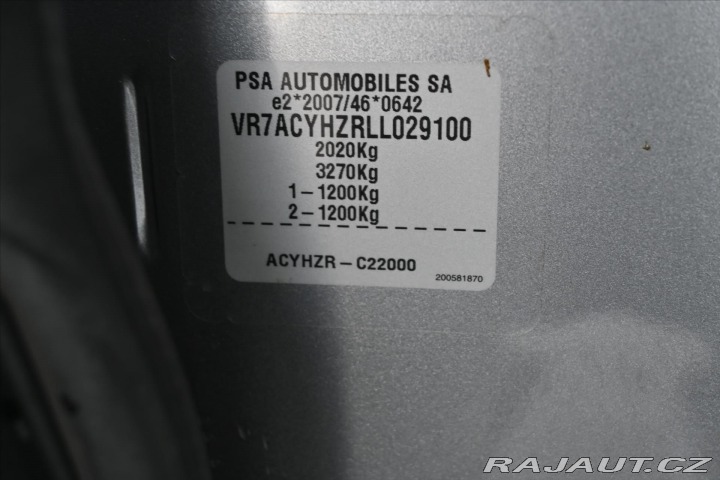 PSA AUTOMOBILES SA
e2*2007/46*0642
VR7ACYHZRLL029100
2020Kg
3270Kg
1-1200Kg
2-1200Kg
ACYHZR-C22000
200581870
RAJAUT.CZ